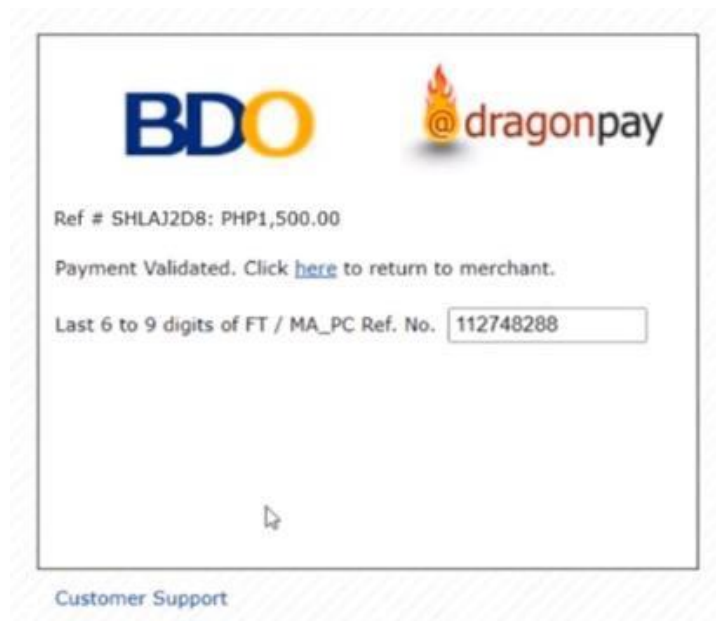 BDO
@dragonpay
Ref # SHLAJ2D8: PHP1,500.00
Payment Validated. Click here to return to merchant.
Last 6 to 9 digits of FT / MA_PC Ref. No. 112748288
Customer Support